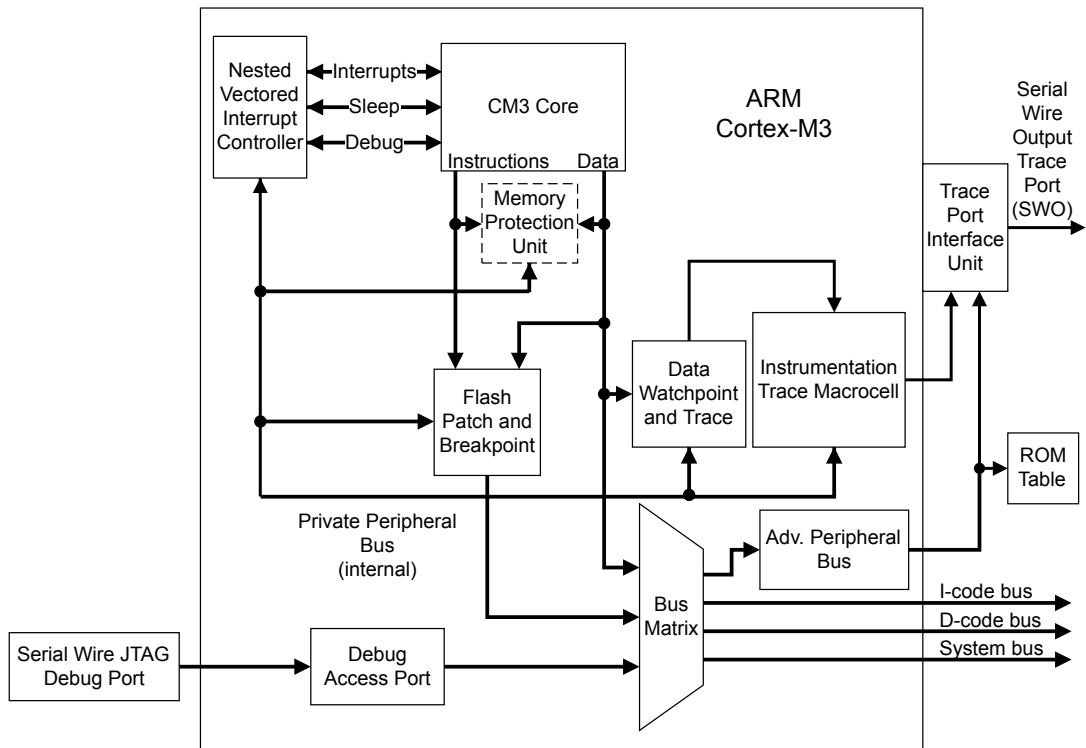 Nested
Vectored
Interrupt
Controller
Interrupts
Sleep
Debug
CM3 Core
Instructions
Data
ARM
Cortex-M3
Memory
Protection
Unit
Serial
Wire
Output
Trace
Port
(SWO)
Trace
Port
Interface
Unit
Flash
Patch and
Breakpoint
Data
Watchpoint
and Trace
Instrumentation
Trace Macrocell
ROM
Table
Private Peripheral
Bus
(internal)
Adv. Peripheral
Bus
Bus
Matrix
I-code bus
D-code bus
System bus
Serial Wire JTAG
Debug Port
Debug
Access Port